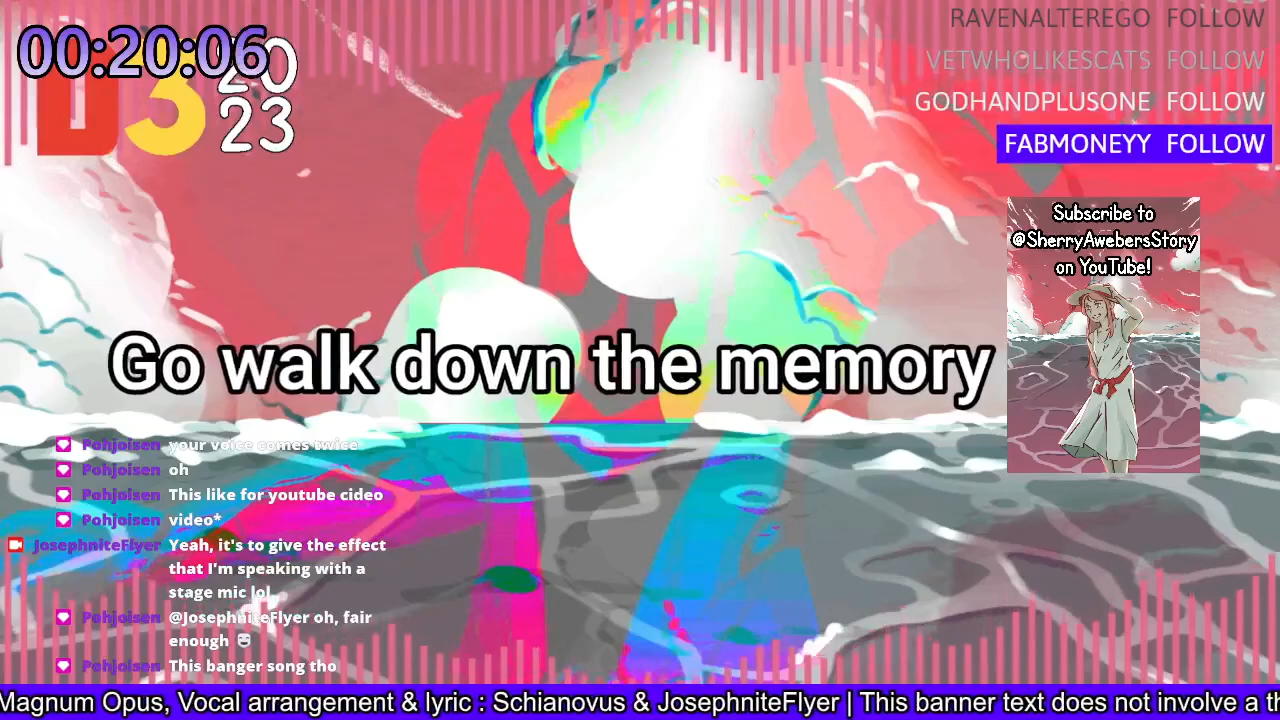 00:20:06
D3 20
23
RAVENALTEREGO FOLLOW
VETWHOLIKESCATS FOLLOW
GODHANDPLUSONE FOLLOW
FABMONEYY FOLLOW
Subscribe to
@SherryAwebersStory
on YouTube!
Go walk down the memory
Pohjoisen your voice comes twice
Pohjoisen oh
Pohjoisen This like for youtube cideo
Pohjoisen video*
JosephniteFlyer Yeah, it's to give the effect
that I'm speaking with a
stage mic lol
Pohjoisen @JosephniteFlyer oh, fair
enough
Pohjoisen This banger song tho
Magnum Opus, Vocal arrangement & lyric : Schianovus & JosephniteFlyer | This banner text does not involve a th